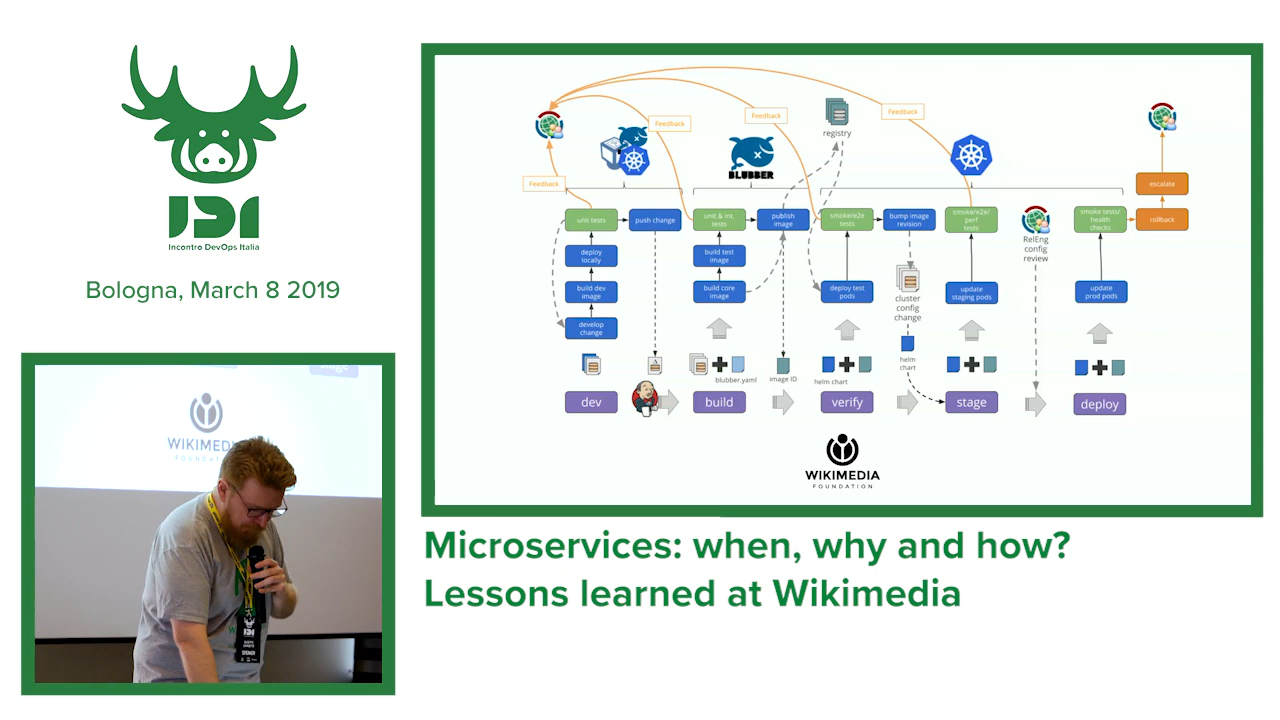 IDI
Incontro DevOps Italia
Bologna, March 8 2019
WIKIMEDIA
FOUNDATION
Feedback
Feedback
Feedback
Feedback
registry
BLUBBER
unit tests
push change
unit & int. tests
publish image
smoke/e2e tests
bump image revision
smoke/e2e/ perf tests
RelEng config review
smoke tests/ health checks
rollback
escalate
deploy locally
build dev image
develop change
build test image
build core image
deploy test pods
cluster config change
update staging pods
update prod pods
helm chart
blubber.yaml
image ID
helm chart
dev
build
verify
stage
deploy
WIKIMEDIA
FOUNDATION
Microservices: when, why and how?
Lessons learned at Wikimedia